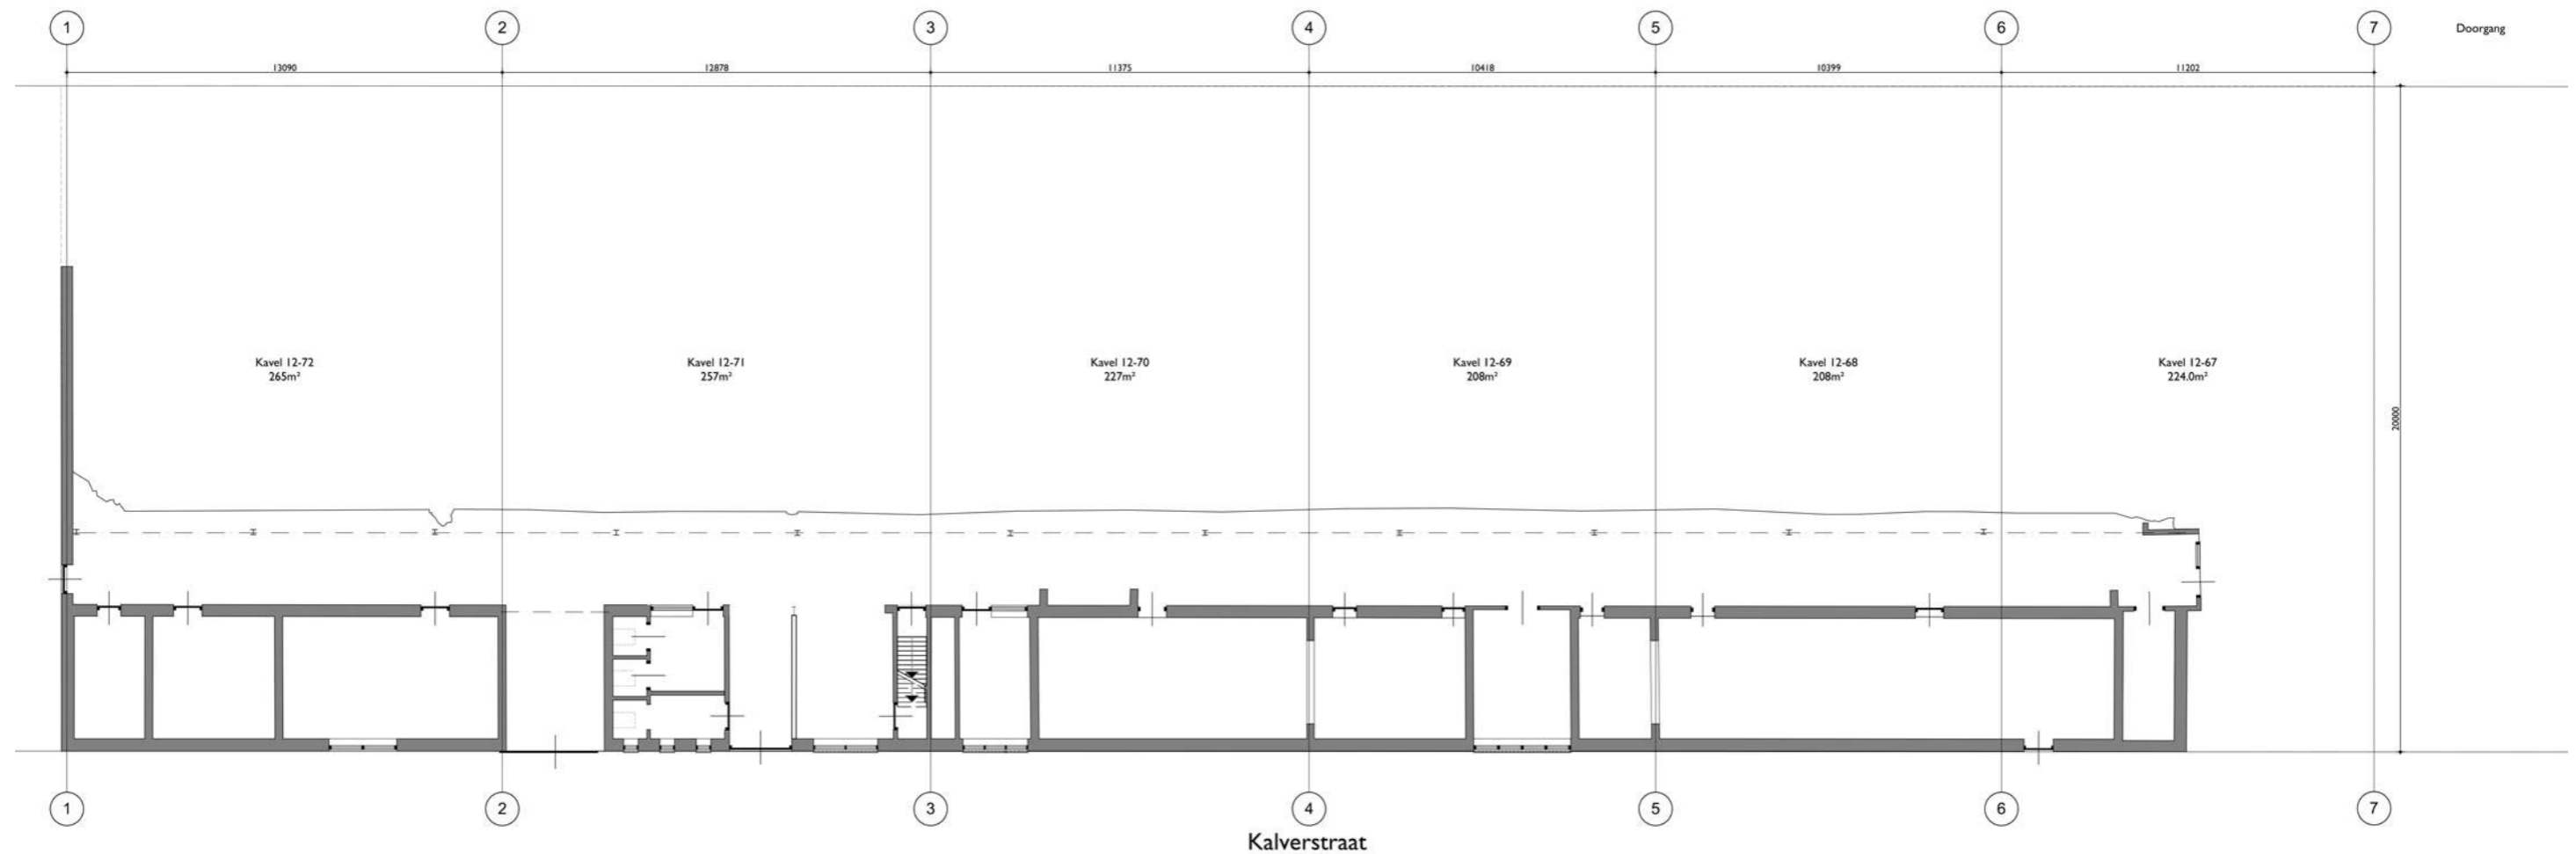 1 2 3 4 5 6 7 Doorgang
13090 12878 11375 10418 10399 11202
Kavel 12-72
265m²
Kavel 12-71
257m²
Kavel 12-70
227m²
Kavel 12-69
208m²
Kavel 12-68
208m²
Kavel 12-67
224.0m²
20000
1 2 3 4 5 6 7
Kalverstraat